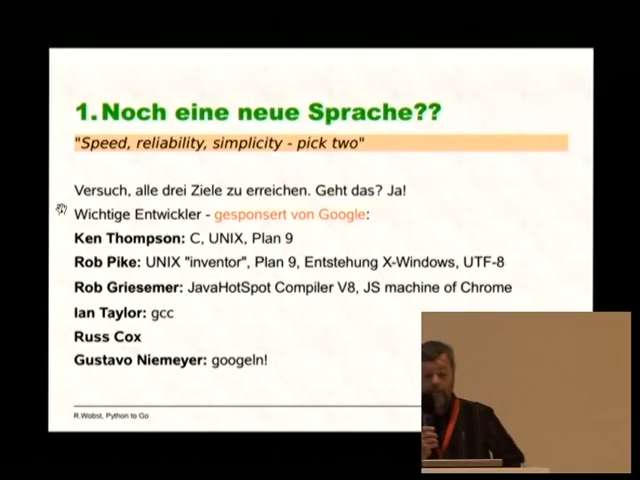 1. Noch eine neue Sprache??
"Speed, reliability, simplicity - pick two"
Versuch, alle drei Ziele zu erreichen. Geht das? Ja!
Wichtige Entwickler - gesponsert von Google:
Ken Thompson: C, UNIX, Plan 9
Rob Pike: UNIX "inventor", Plan 9, Entstehung X-Windows, UTF-8
Rob Griesemer: JavaHotSpot Compiler V8, JS machine of Chrome
Ian Taylor: gcc
Russ Cox
Gustavo Niemeyer: googeln!
R.Wobst, Python to Go